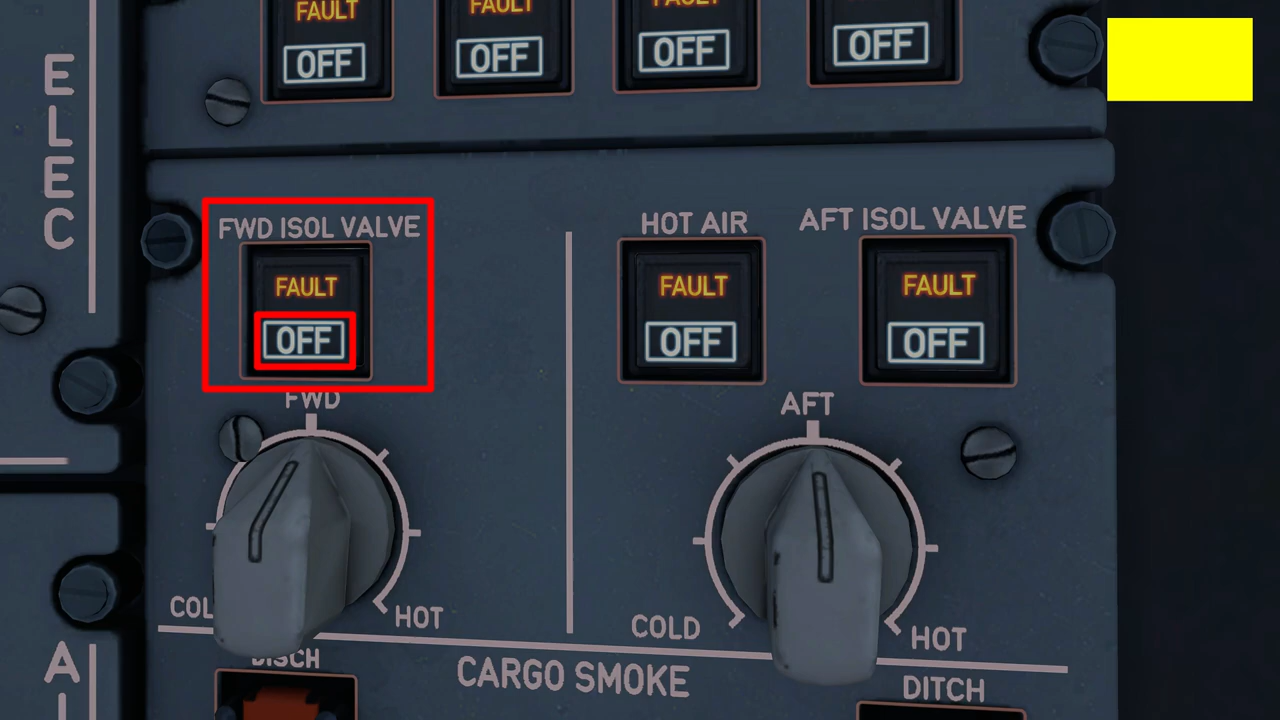 FAULT
OFF
FAULT
OFF
FAULT
OFF
OFF
ELEC
FWD ISOL VALVE
FAULT
OFF
HOT AIR
FAULT
OFF
AFT ISOL VALVE
FAULT
OFF
FWD
HOT
AFT
COLD
HOT
CARGO SMOKE
DISCH
DITCH